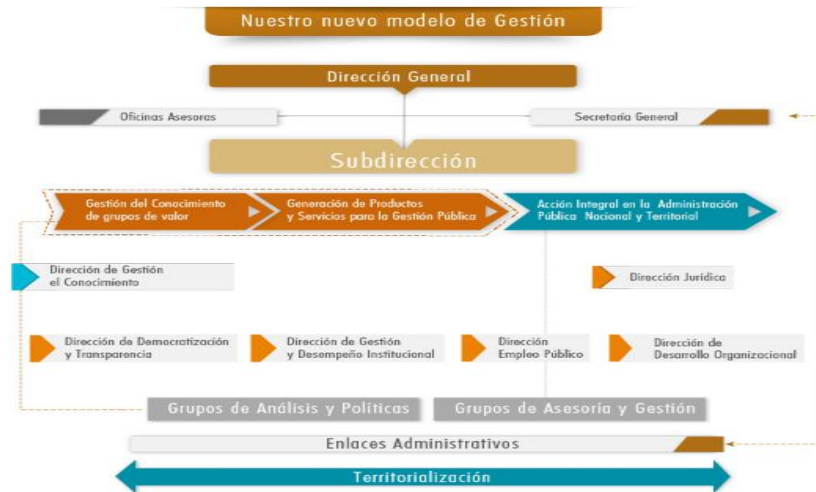 Nuestro nuevo modelo de Gestión
Dirección General
Oficinas Asesoras
Secretaría General
Subdirección
Gestión del Conocimiento
de grupos de valor
Generación de Productos
y Servicios para la Gestión Pública
Acción Integral en la Administración
Pública Nacional y Territorial
Dirección de Gestión
el Conocimiento
Dirección Jurídica
Dirección de Democratización
y Transparencia
Dirección de Gestión
y Desempeño Institucional
Dirección
Empleo Público
Dirección de
Desarrollo Organizacional
Grupos de Análisis y Políticas
Grupos de Asesoría y Gestión
Enlaces Administrativos
Territorialización